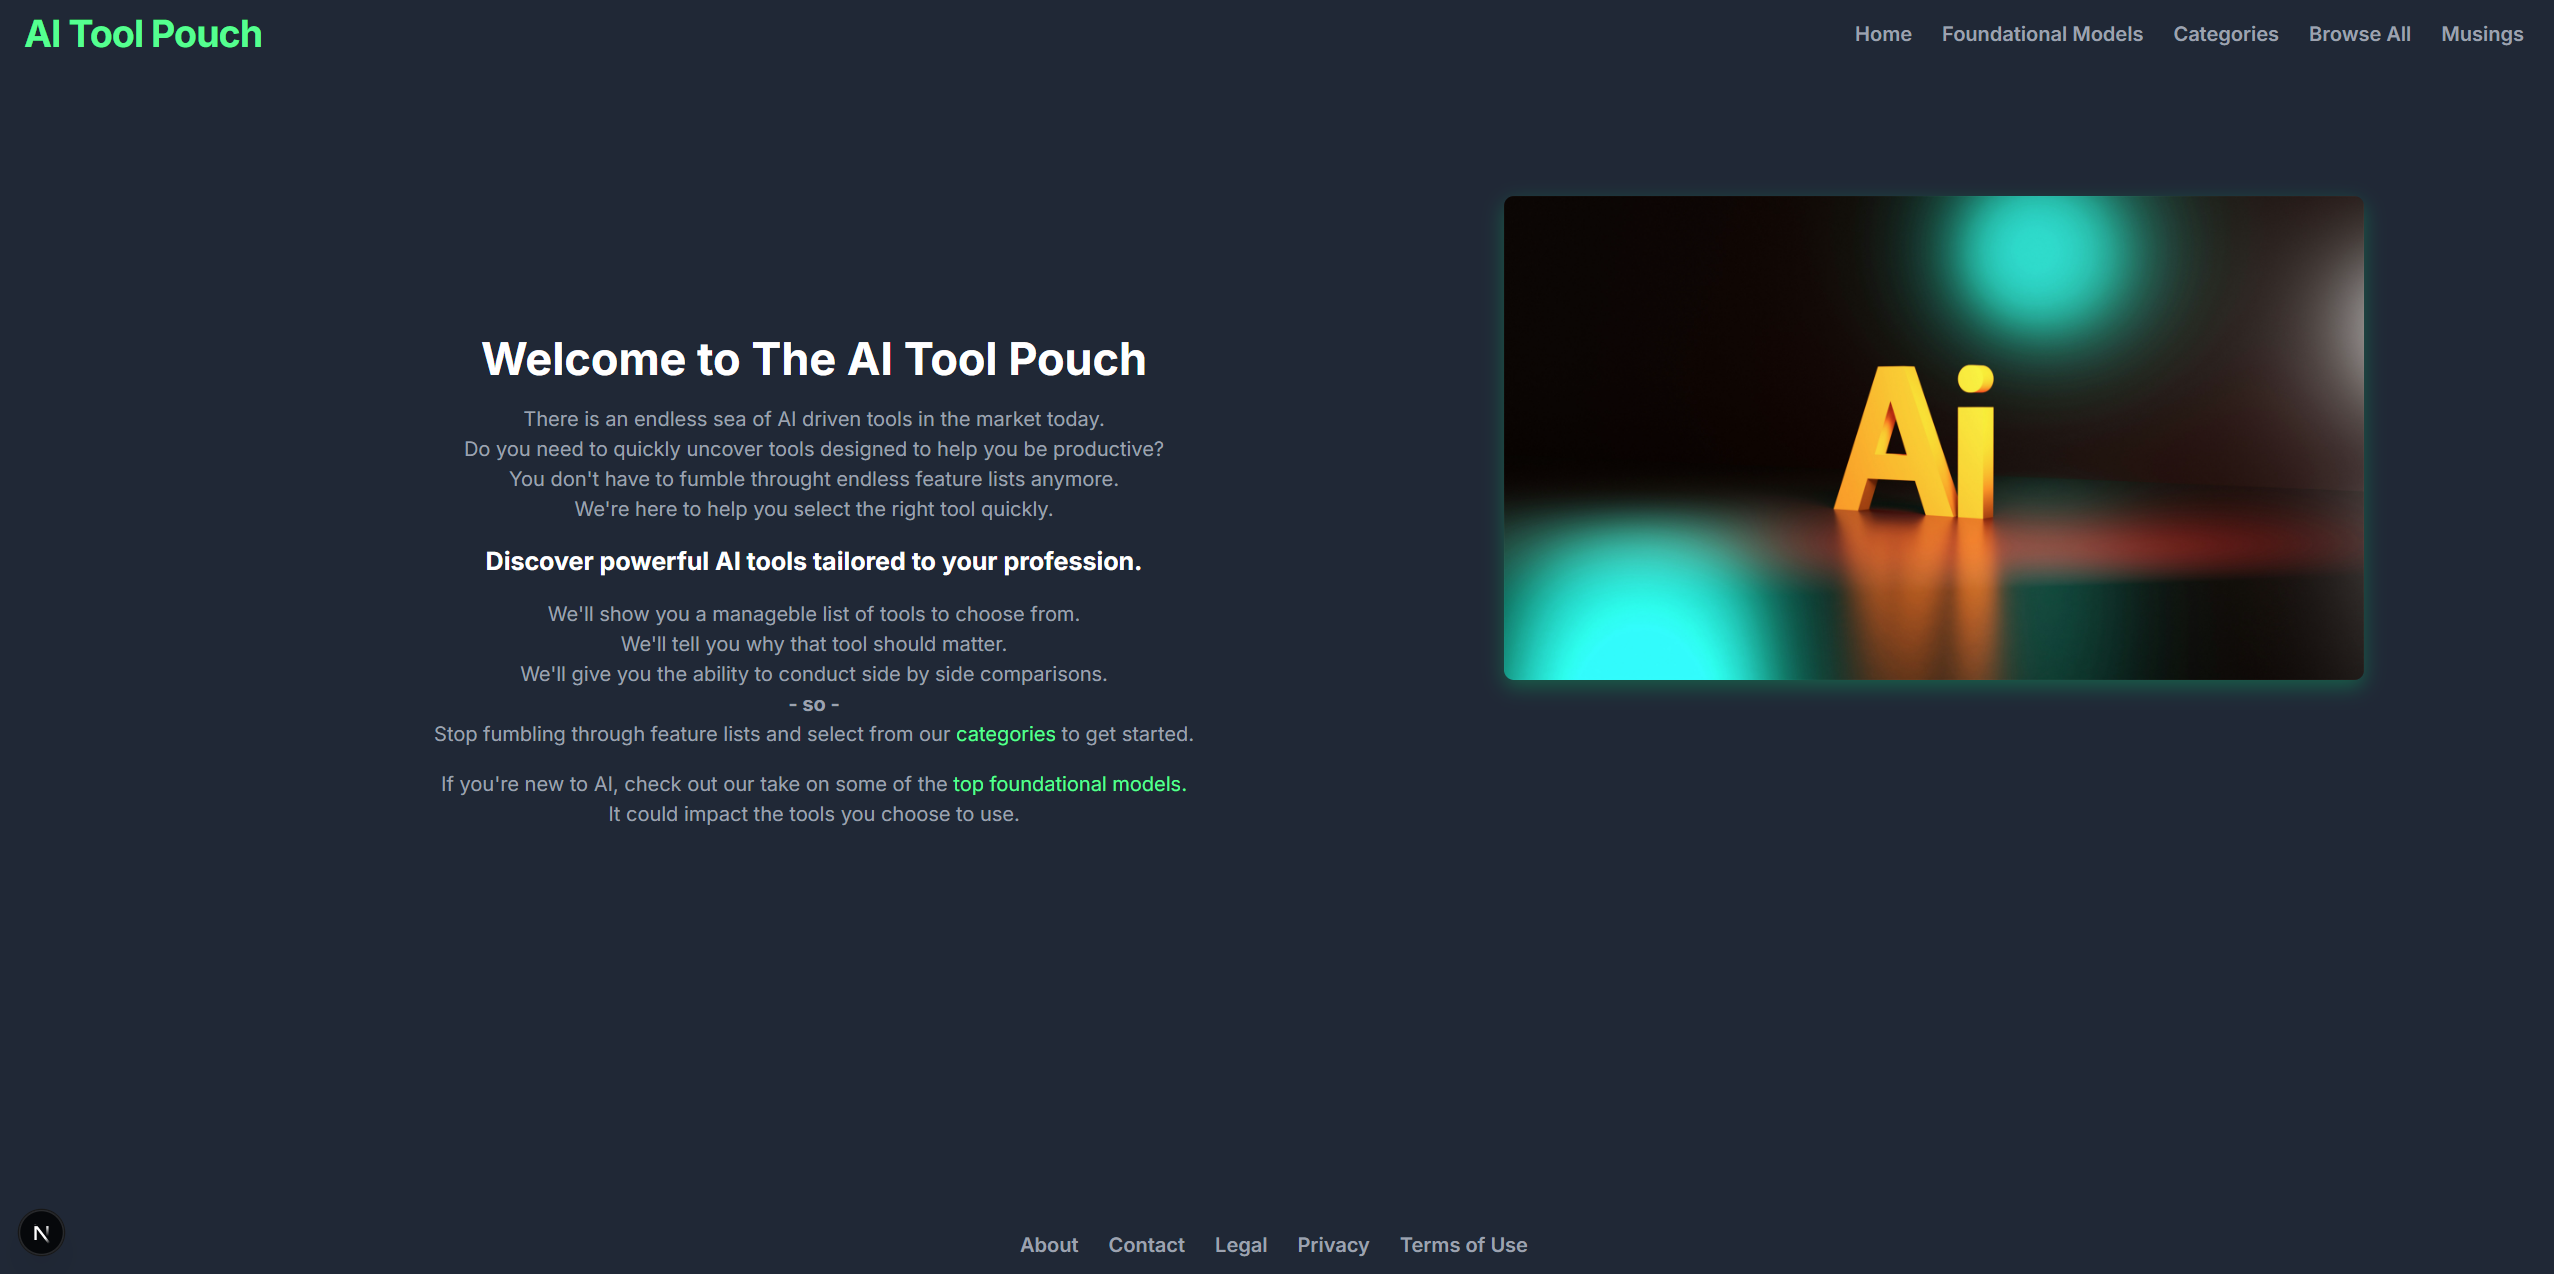 AI Tool Pouch
Home Foundational Models Categories Browse All Musings
Welcome to The AI Tool Pouch
There is an endless sea of AI driven tools in the market today.
Do you need to quickly uncover tools designed to help you be productive?
You don't have to fumble throught endless feature lists anymore.
We're here to help you select the right tool quickly.
Ai
Discover powerful AI tools tailored to your profession.
We'll show you a manageble list of tools to choose from.
We'll tell you why that tool should matter.
We'll give you the ability to conduct side by side comparisons.
- so -
Stop fumbling through feature lists and select from our categories to get started.
If you're new to AI, check out our take on some of the top foundational models.
It could impact the tools you choose to use.
N
About Contact Legal Privacy Terms of Use